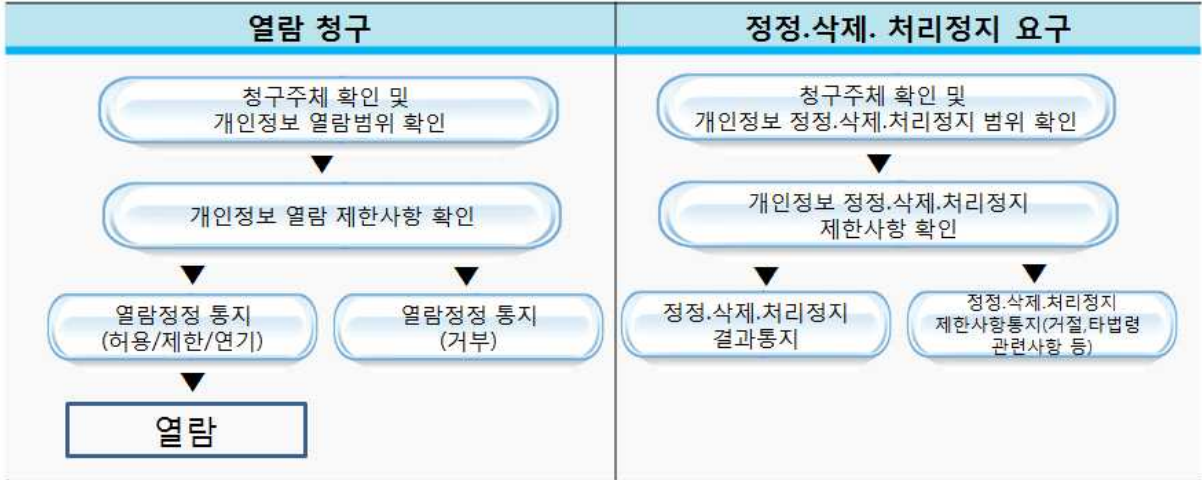 열람 청구
청구주체 확인 및
개인정보 열람범위 확인
개인정보 열람 제한사항 확인
열람정정 통지
(허용/제한/연기)
열람정정 통지
(거부)
열람
정정.삭제. 처리정지 요구
청구주체 확인 및
개인정보 정정.삭제.처리정지 범위 확인
개인정보 정정.삭제.처리정지
제한사항 확인
정정.삭제.처리정지
결과통지
정정.삭제.처리정지
제한사항통지(거절,타법령
관련사항 등)